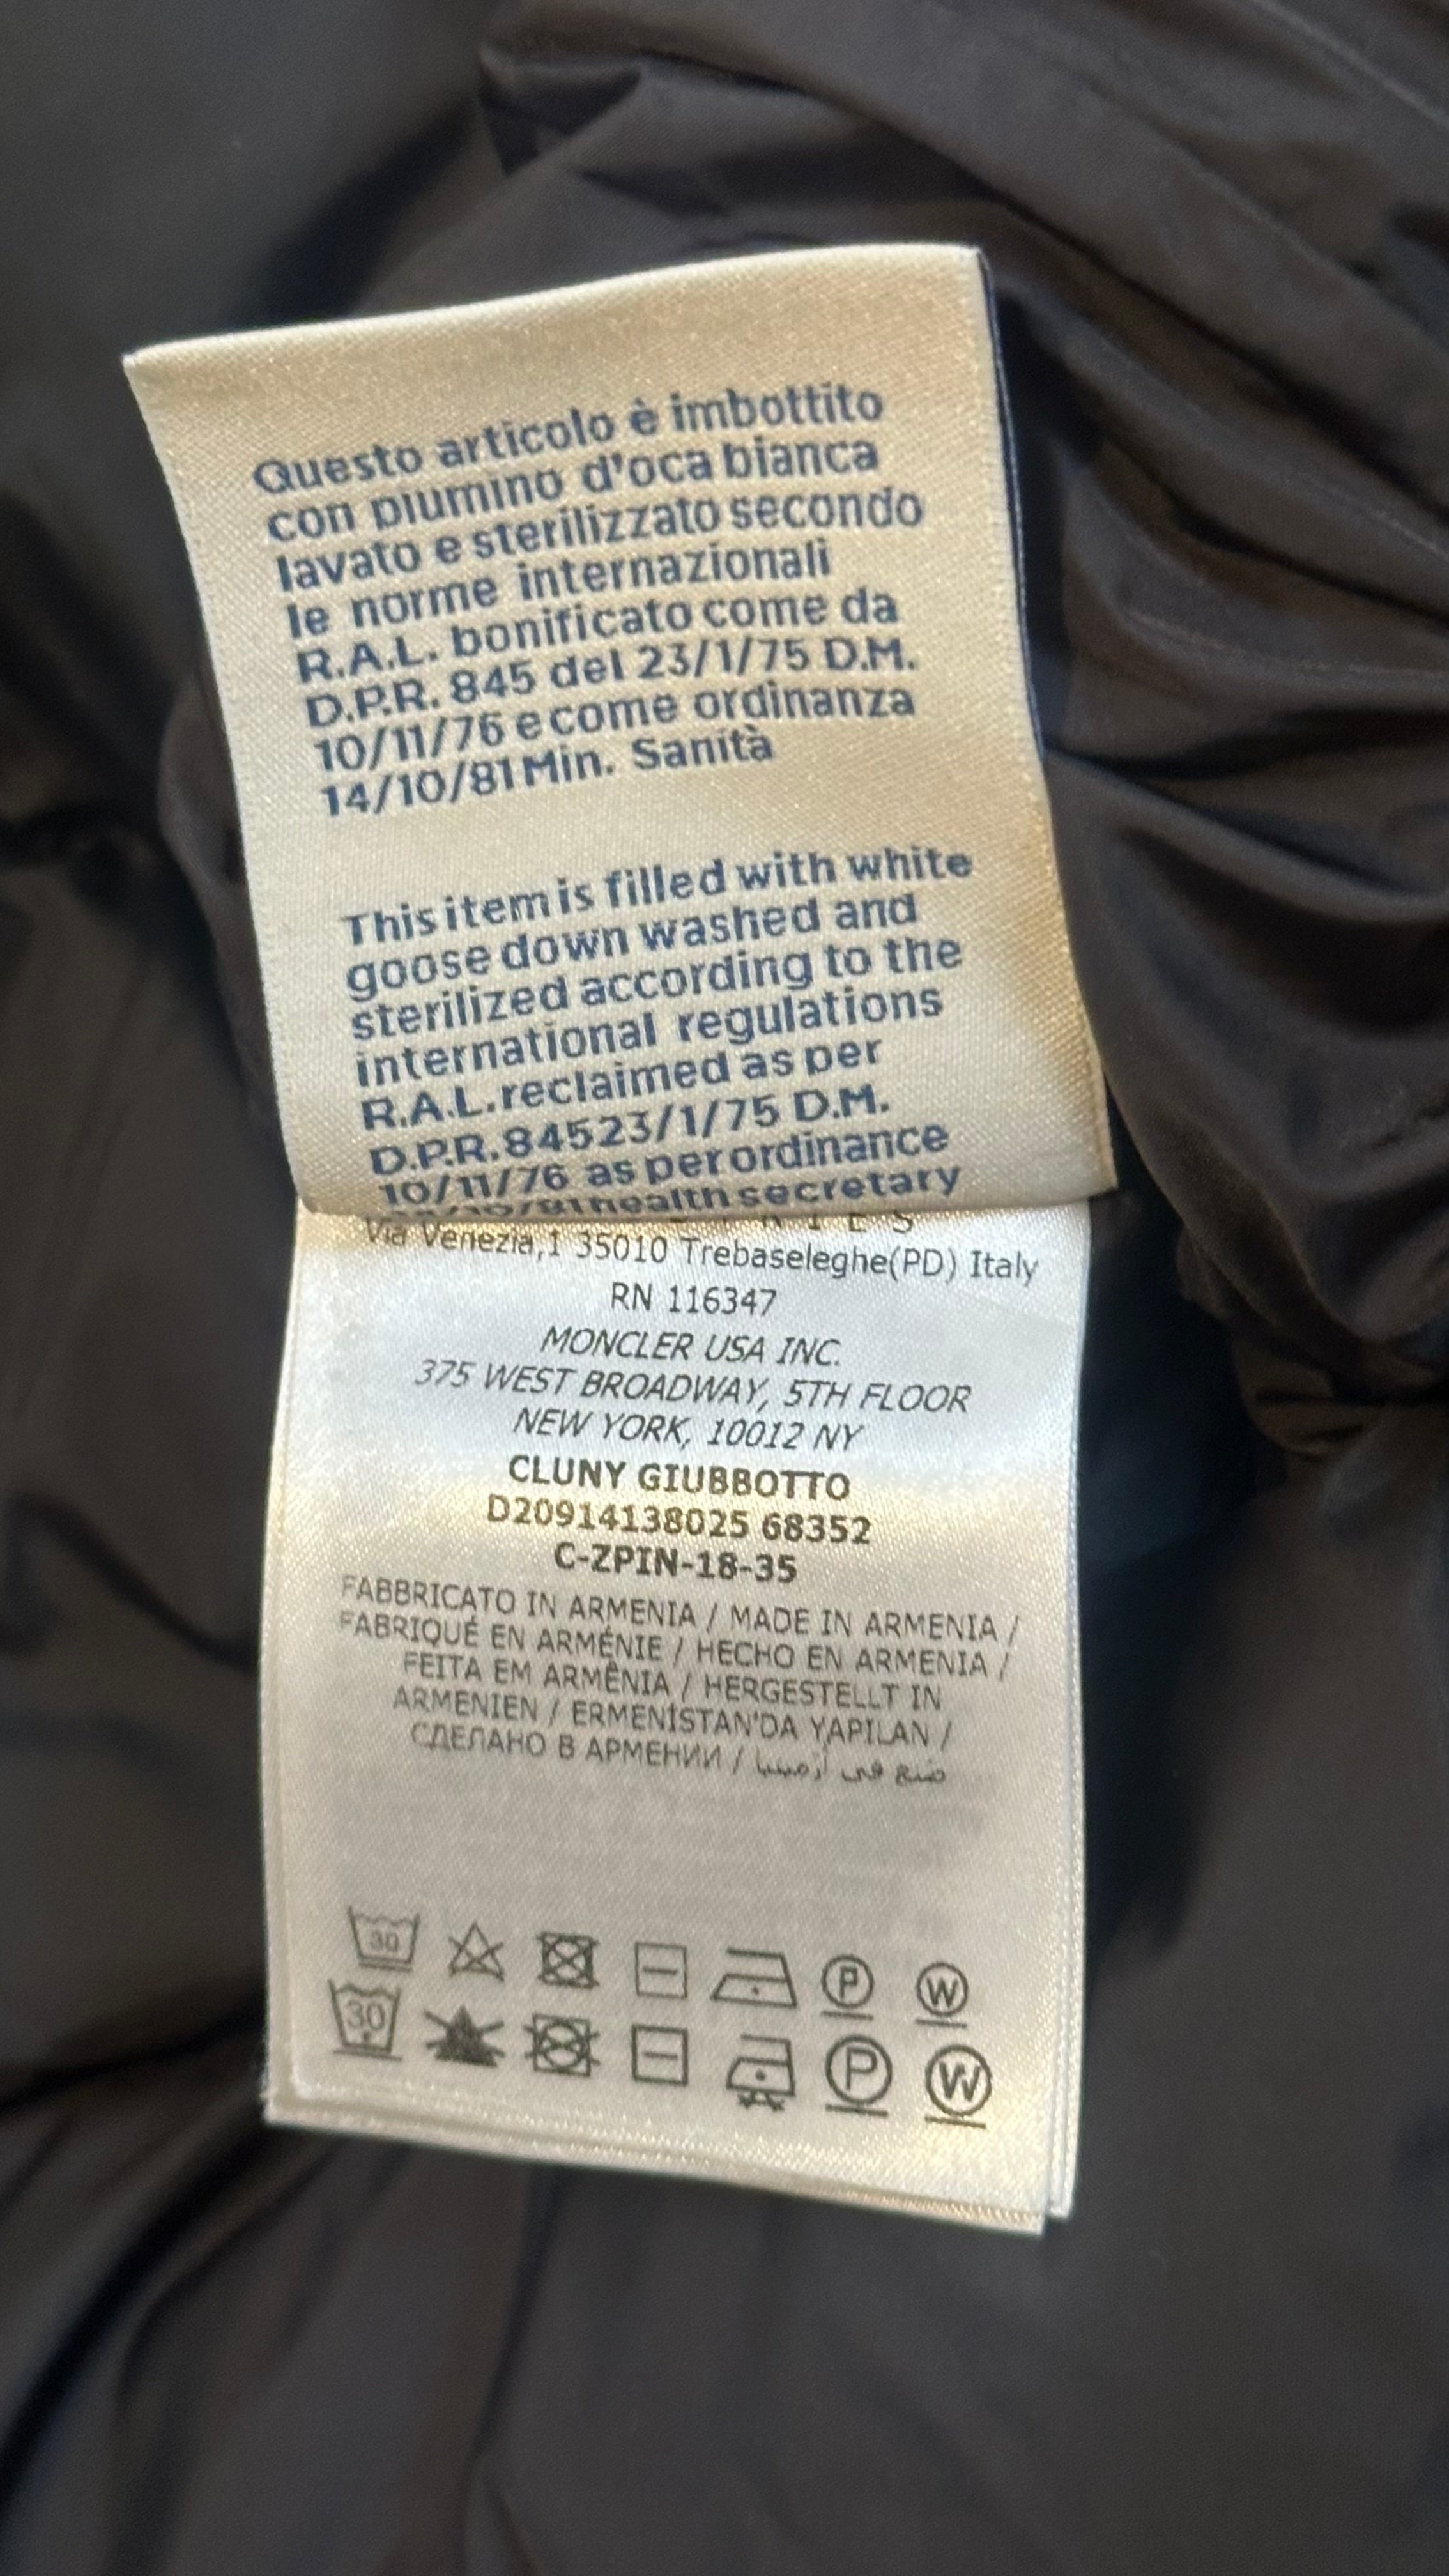 Questo articolo è imbottito
con piumino d'oca bianca
lavato e sterilizzato secondo
le norme internazionali
R.A.L. bonificato come da
D.P.R. 845 del 23/1/75 D.M.
10/11/76 e come ordinanza
14/10/81 Min. Sanità
This item is filled with white
goose down washed and
sterilized according to the
international regulations
R.A.L. reclaimed as per
D.P.R. 845 23/1/75 D.M.
10/11/76 as per ordinance
health secretary
Via Venezia,1 35010 Trebaseleghe(PD) Italy
RN 116347
MONCLER USA INC.
375 WEST BROADWAY, 5TH FLOOR
NEW YORK, 10012 NY
CLUNY GIUBBOTTO
D20914138025 68352
C-ZPIN-18-35
FABBRICATO IN ARMENIA / MADE IN ARMENIA /
FABRIQUÉ EN ARMÉNIE / HECHO EN ARMENIA /
FEITA EM ARMÊNIA / HERGESTELLT IN
ARMENIEN / ERMENİSTAN'DA YAPILAN /
СДЕЛАНО В АРМЕНИИ / صنع في أرمينيا
30 P W
30 P W